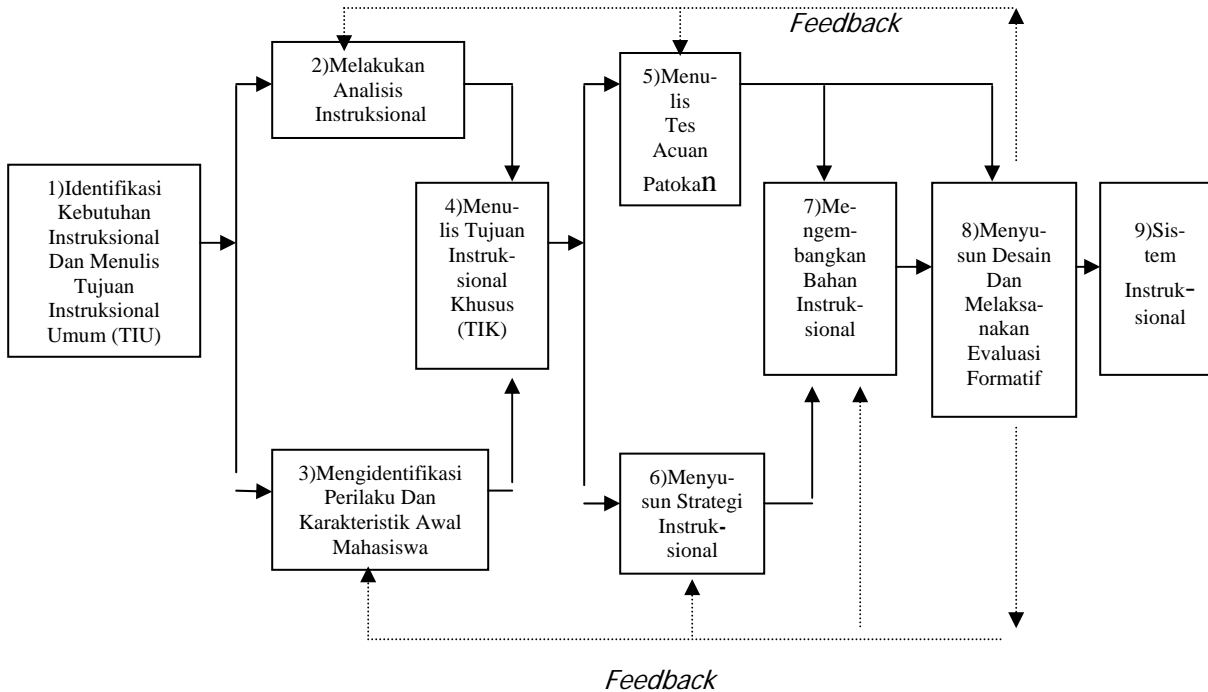 Feedback
2)Melakukan
Analisis
Instruksional
5)Menu-
lis
Tes
Acuan
Patokan
1)Identifikasi
Kebutuhan
Instruksional
Dan Menulis
Tujuan
Instruksional
Umum (TIU)
4)Menu-
lis Tujuan
Instruk-
sional
Khusus
(TIK)
7)Me-
ngem-
bangkan
Bahan
Instruk-
sional
8)Menyu-
sun Desain
Dan
Melaksa-
nakan
Evaluasi
Formatif
9)Sis-
tem
Instruk-
sional
3)Mengidentifikasi
Perilaku Dan
Karakteristik Awal
Mahasiswa
6)Menyu-
sun Strategi
Instruk-
sional
Feedback